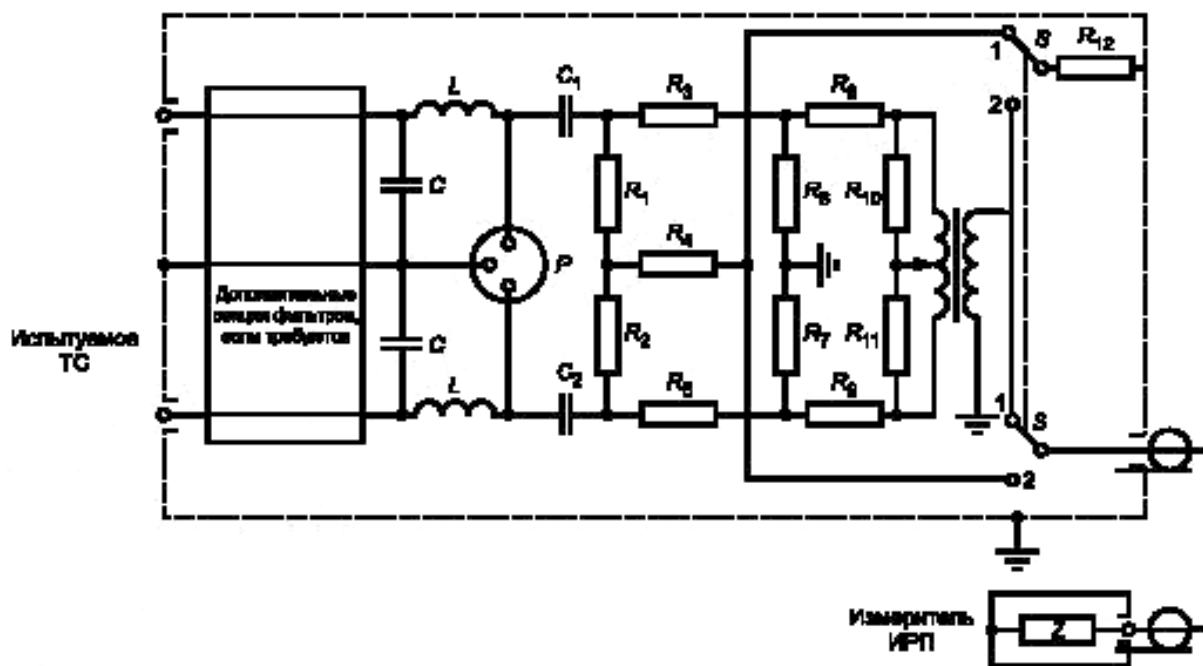 1
S
R12
L
C1
R3
R8
2
C
R1
R6
R10
R4
P
Дополнительные
секции фильтров,
если требуется
Испытуемое
ТС
C
R2
R7
R11
L
C2
R5
R9
1
S
2
Измеритель
ИРП
Z